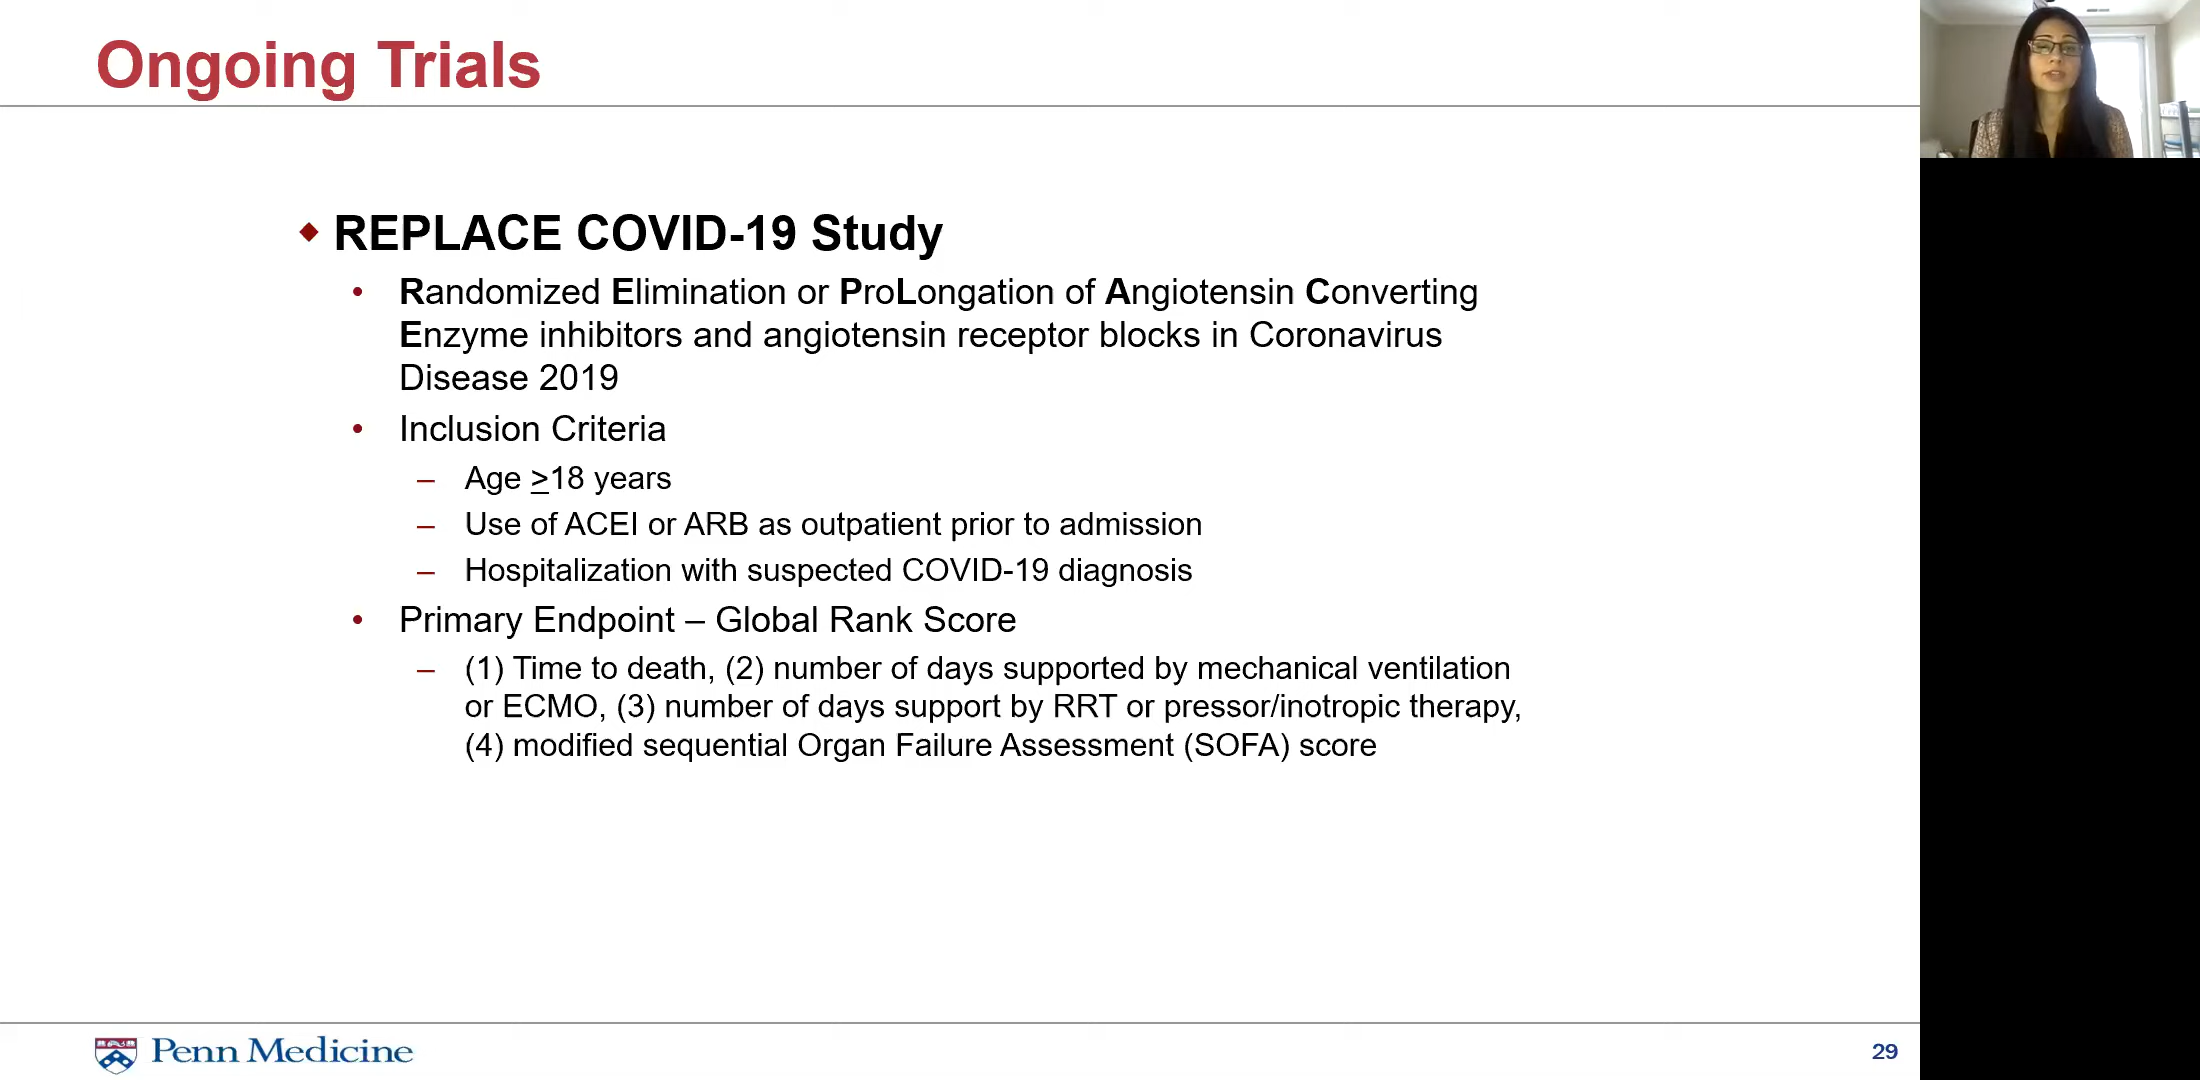 Ongoing Trials
REPLACE COVID-19 Study
Randomized Elimination or ProLongation of Angiotensin Converting
Enzyme inhibitors and angiotensin receptor blocks in Coronavirus
Disease 2019
Inclusion Criteria
– Age ≥18 years
– Use of ACEI or ARB as outpatient prior to admission
– Hospitalization with suspected COVID-19 diagnosis
Primary Endpoint – Global Rank Score
– (1) Time to death, (2) number of days supported by mechanical ventilation
or ECMO, (3) number of days support by RRT or pressor/inotropic therapy,
(4) modified sequential Organ Failure Assessment (SOFA) score
Penn Medicine
29